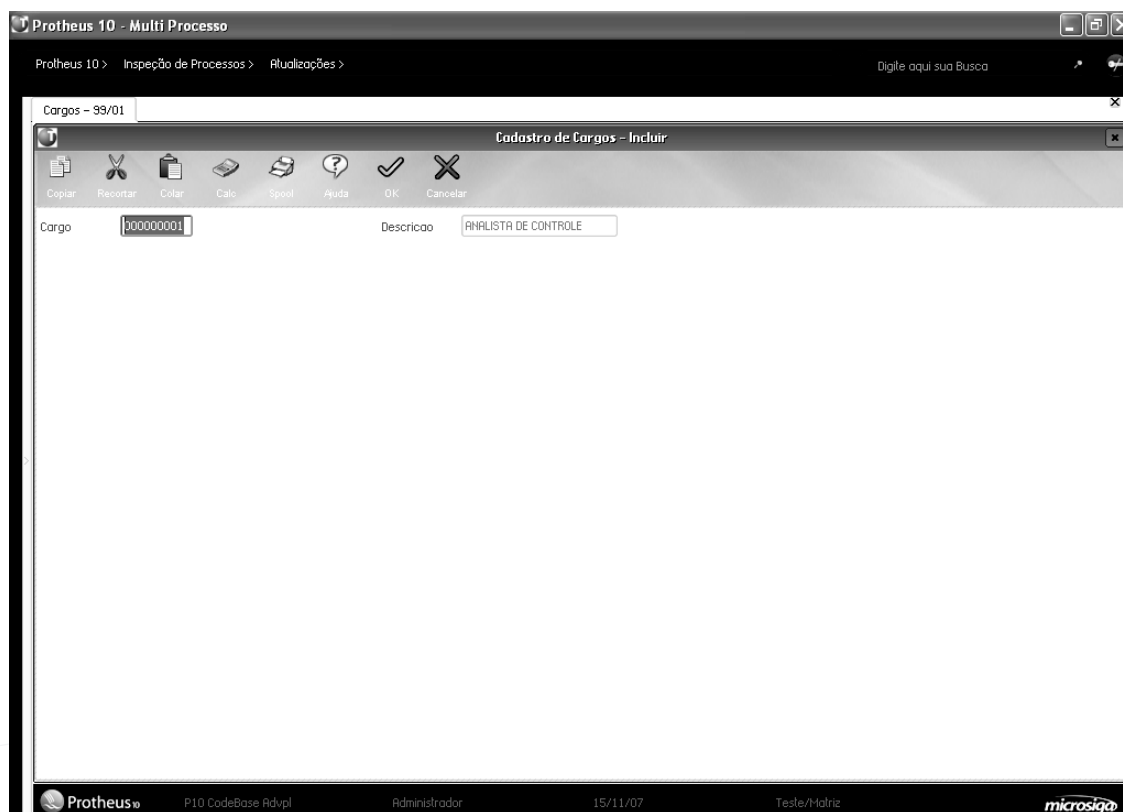 Protheus 10 - Multi Processo
Protheus 10 > Inspeção de Processos > Atualizações > Digite aqui sua Busca
Cargos – 99/01
Cadastro de Cargos – Incluir
Copiar Recortar Colar Calc Spool Ajuda OK Cancelar
Cargo 000000001 Descricao ANALISTA DE CONTROLE
Protheus 10 P10 CodeBase Advpl Administrador 15/11/07 Teste/Matriz microsiga